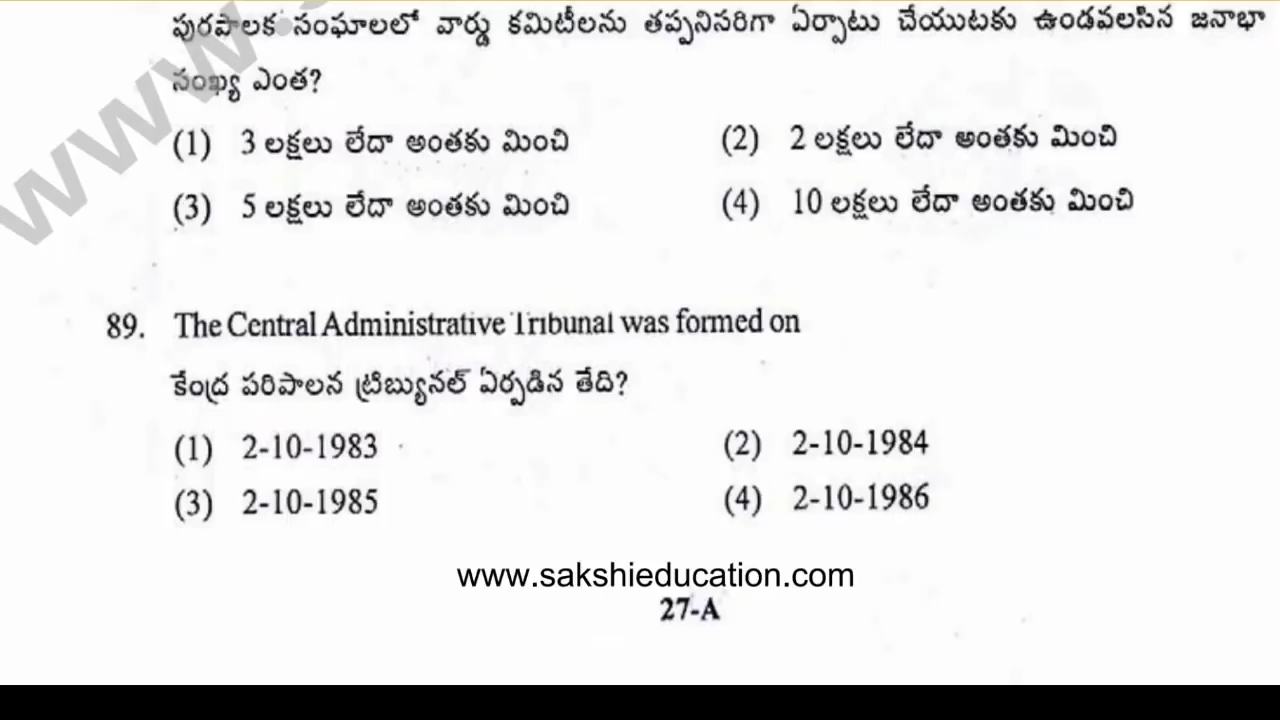 పురపాలక సంఘాలలో వార్డు కమిటీలను తప్పనిసరిగా ఏర్పాటు చేయుటకు ఉండవలసిన జనాభా
సంఖ్య ఎంత?
(1) 3 లక్షలు లేదా అంతకు మించి (2) 2 లక్షలు లేదా అంతకు మించి
(3) 5 లక్షలు లేదా అంతకు మించి (4) 10 లక్షలు లేదా అంతకు మించి
www.
89. The Central Administrative Tribunal was formed on
కేంద్ర పరిపాలన ట్రిబ్యునల్ ఏర్పడిన తేది?
(1) 2-10-1983 (2) 2-10-1984
(3) 2-10-1985 (4) 2-10-1986
www.sakshieducation.com
27-A